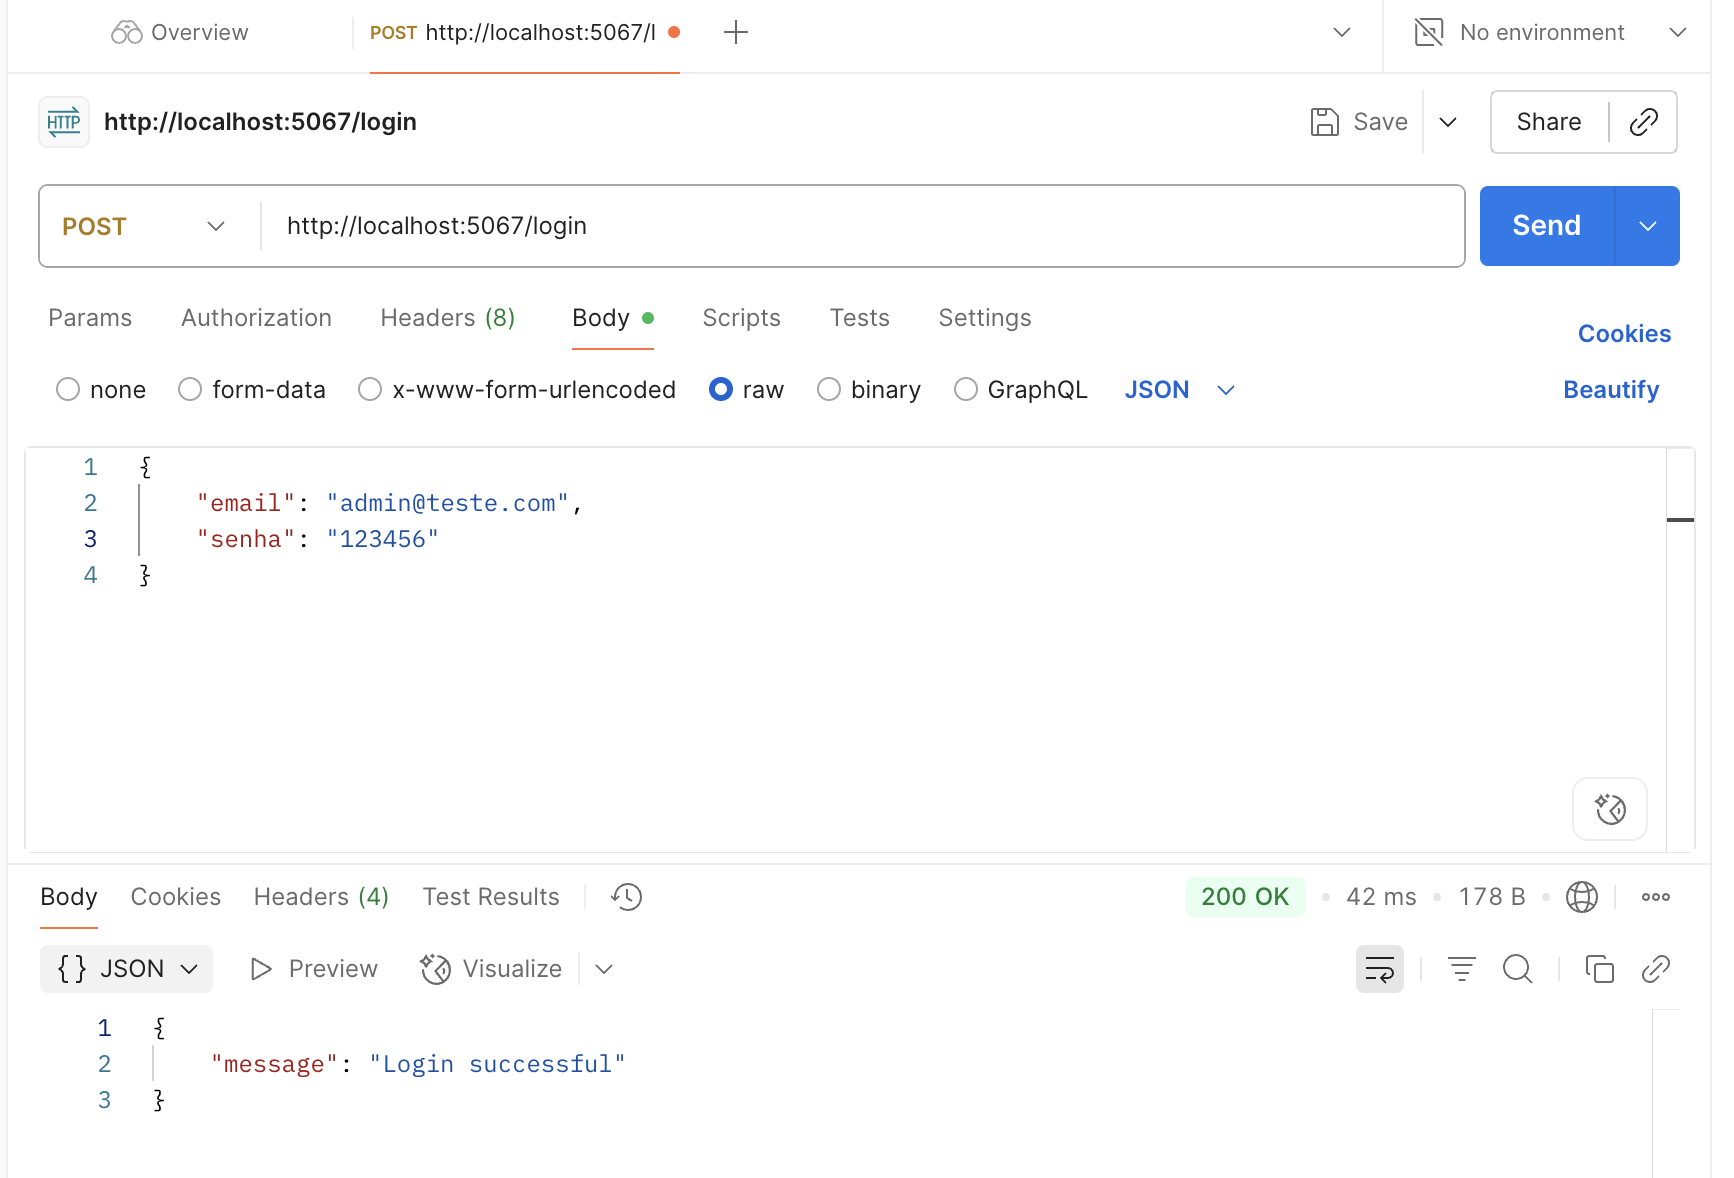 Overview
POST http://localhost:5067/l
No environment
HTTP http://localhost:5067/login
Save
Share
POST http://localhost:5067/login
Send
Params Authorization Headers (8) Body Scripts Tests Settings
Cookies
none form-data x-www-form-urlencoded raw binary GraphQL JSON
Beautify
1 {
2 "email": "admin@teste.com",
3 "senha": "123456"
4 }
Body Cookies Headers (4) Test Results
200 OK 42 ms 178 B
{} JSON Preview Visualize
1 {
2 "message": "Login successful"
3 }